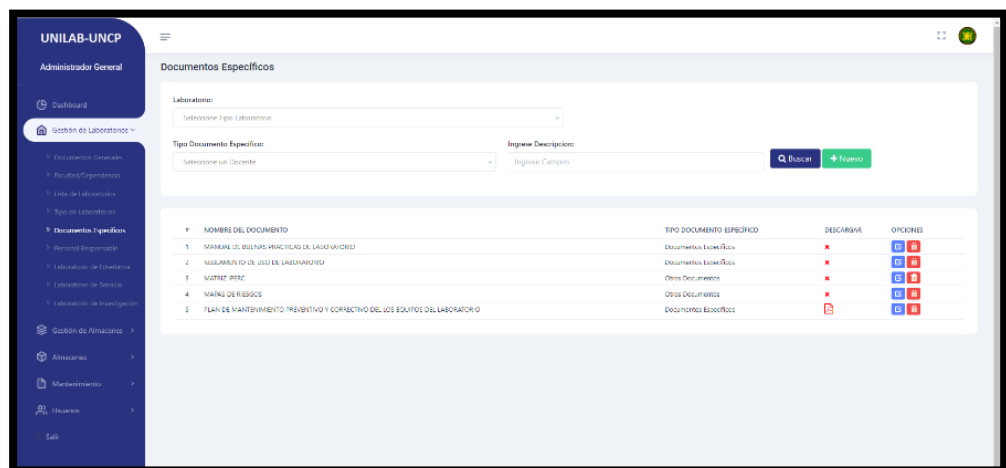 UNILAB-UNCP
Administrador General
Documentos Específicos
Dashboard
Gestión de Laboratorios
Documentos Generales
Facultad/Dependencia
Lista de Laboratorios
Tipo de Laboratorios
Documentos Específicos
Personal Responsable
Laboratorio de Enseñanza
Laboratorio de Servicio
Laboratorio de Investigación
Gestión de Almacenes
Almacenes
Mantenimiento
Usuarios
Salir
Laboratorio:
Seleccione Tipo Laboratorio
Tipo Documento Específico:
Ingrese Descripcion:
Seleccione un Docente
Ingrese Campos
Buscar
+ Nuevo
# NOMBRE DEL DOCUMENTO TIPO DOCUMENTO ESPECÍFICO DESCARGAR OPCIONES
1 MANUAL DE BUENAS PRÁCTICAS DE LABORATORIO Documentos Específicos
2 REGLAMENTO DE USO DE LABORATORIO Documentos Específicos
3 MATRIZ IPERC Otros Documentos
4 MAPAS DE RIESGOS Otros Documentos
5 PLAN DE MANTENIMIENTO PREVENTIVO Y CORRECTIVO DEL LOS EQUIPOS DEL LABORATORIO Documentos Específicos